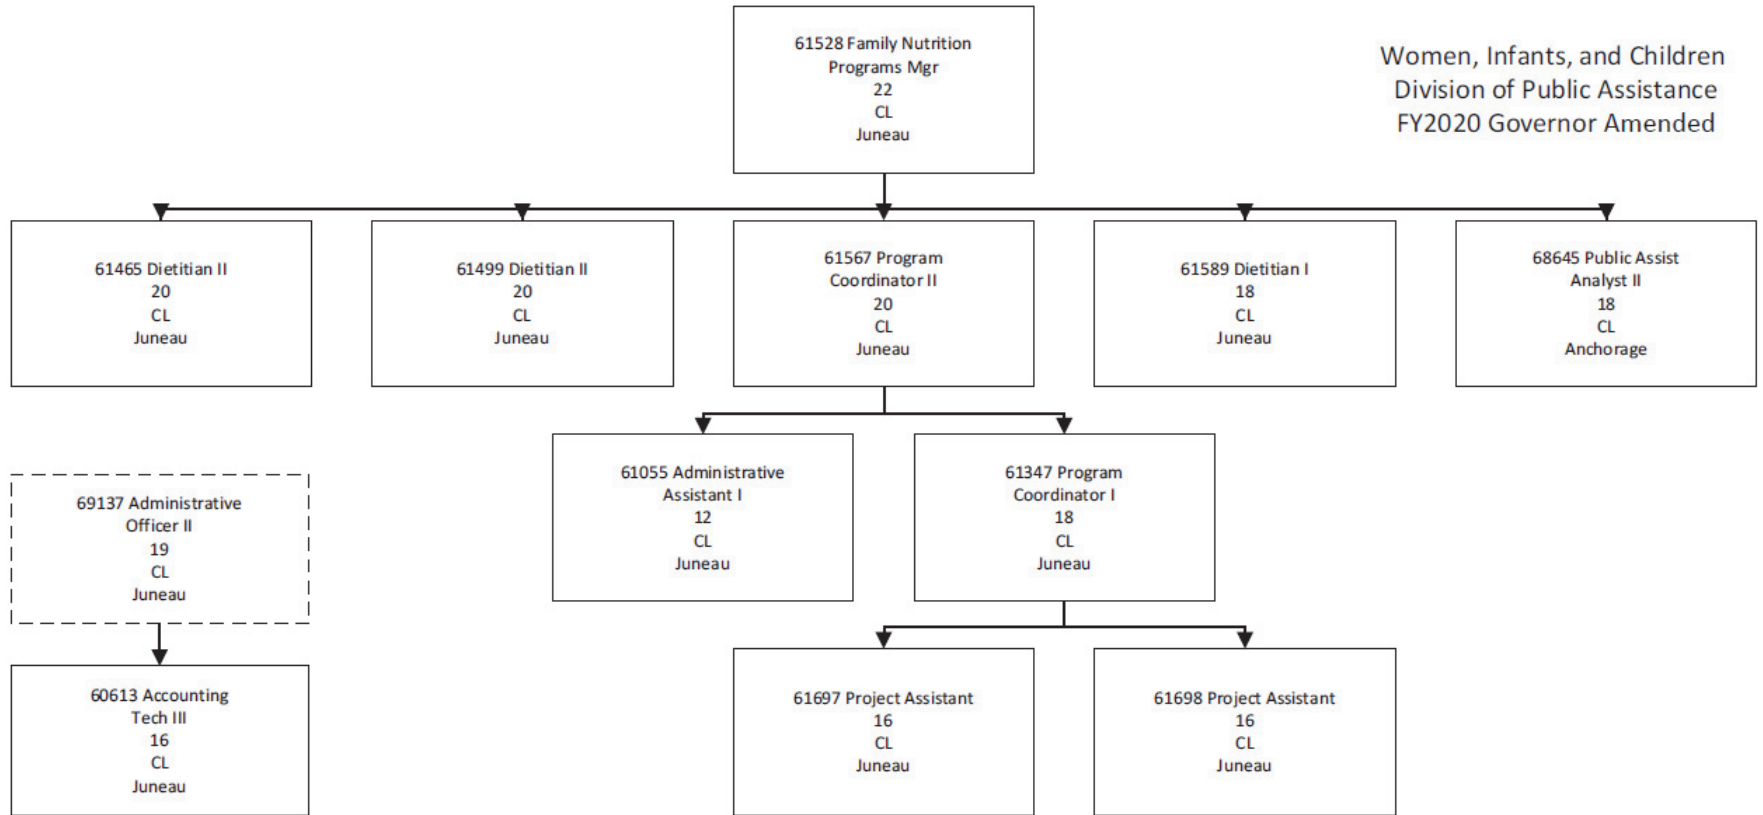 61528 Family Nutrition
Programs Mgr
22
CL
Juneau
Women, Infants, and Children
Division of Public Assistance
FY2020 Governor Amended
61465 Dietitian II
20
CL
Juneau
61499 Dietitian II
20
CL
Juneau
61567 Program
Coordinator II
20
CL
Juneau
61589 Dietitian I
18
CL
Juneau
68645 Public Assist
Analyst II
18
CL
Anchorage
61055 Administrative
Assistant I
12
CL
Juneau
61347 Program
Coordinator I
18
CL
Juneau
69137 Administrative
Officer II
19
CL
Juneau
60613 Accounting
Tech III
16
CL
Juneau
61697 Project Assistant
16
CL
Juneau
61698 Project Assistant
16
CL
Juneau